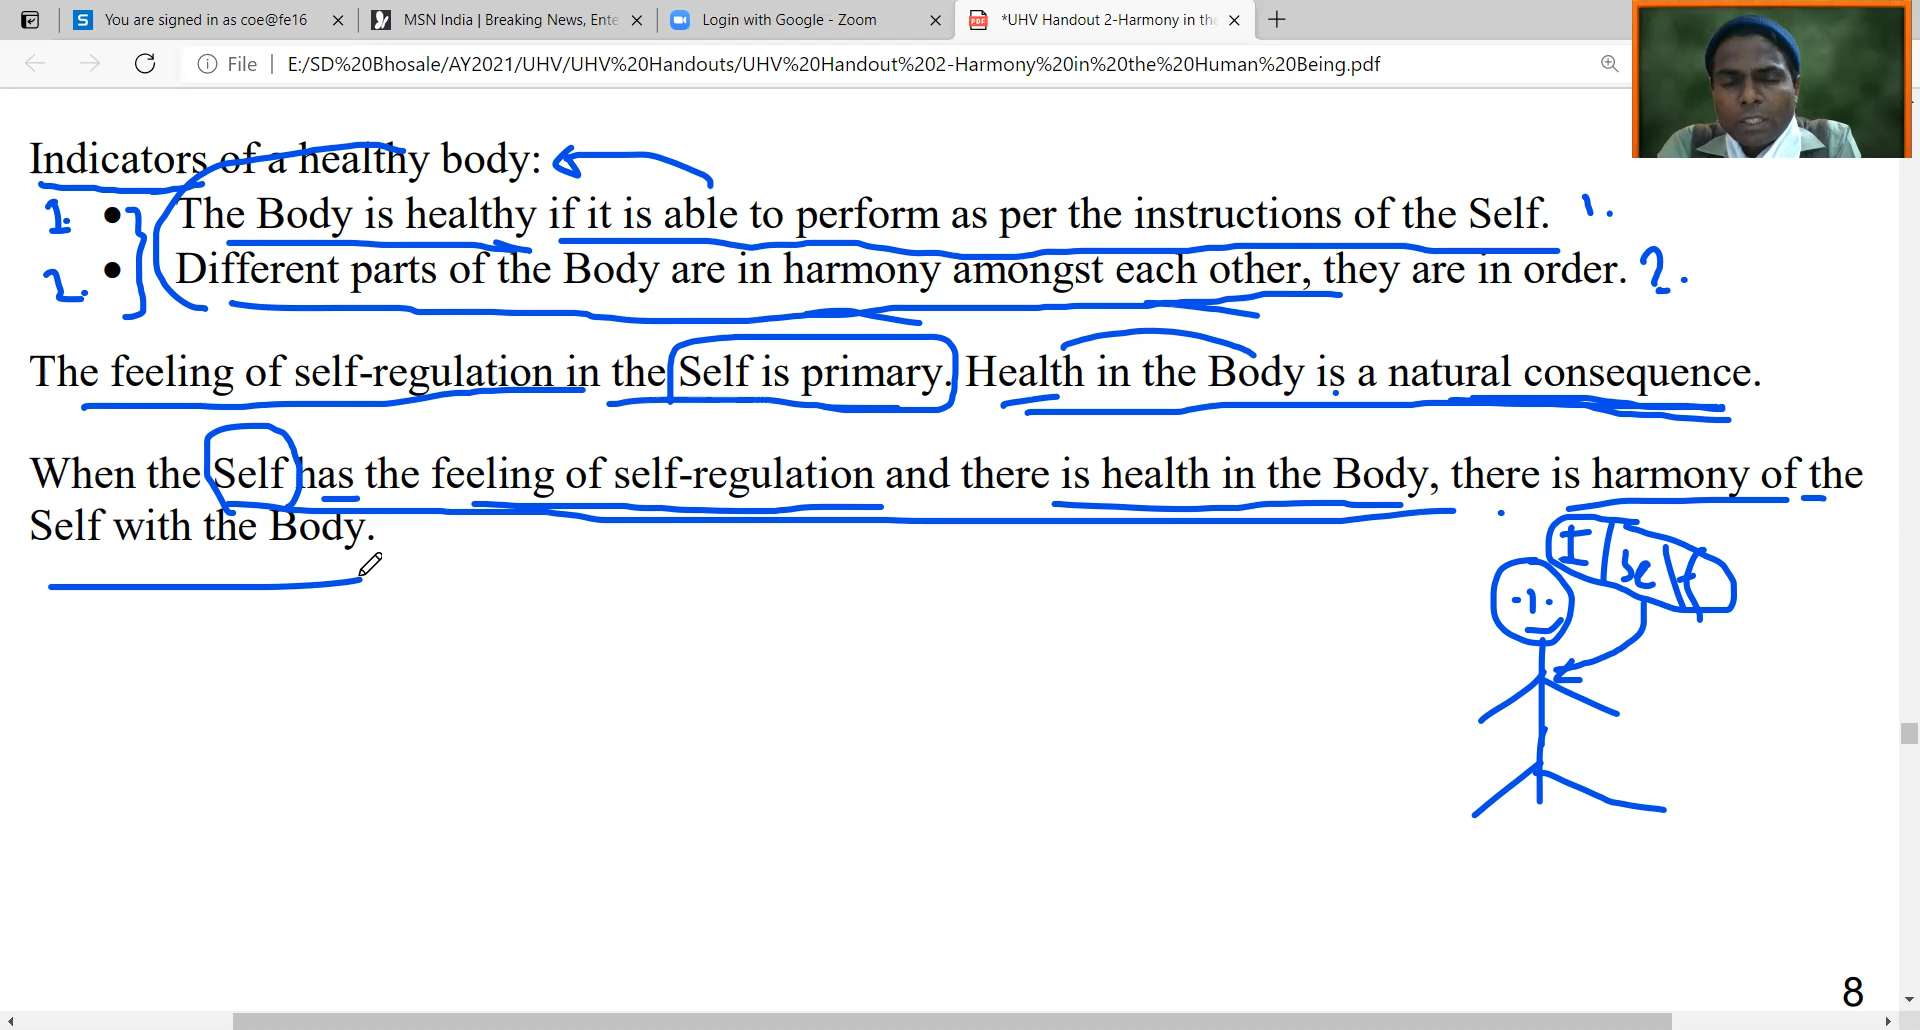 You are signed in as coe@fe16
MSN India | Breaking News, Ente
Login with Google - Zoom
*UHV Handout 2-Harmony in the
File | E:/SD%20Bhosale/AY2021/UHV/UHV%20Handouts/UHV%20Handout%202-Harmony%20in%20the%20Human%20Being.pdf
Indicators of a healthy body:
1. • The Body is healthy if it is able to perform as per the instructions of the Self. 1.
2. • Different parts of the Body are in harmony amongst each other, they are in order. 2.
The feeling of self-regulation in the Self is primary. Health in the Body is a natural consequence.
When the Self has the feeling of self-regulation and there is health in the Body, there is harmony of the
Self with the Body.
I Self
8